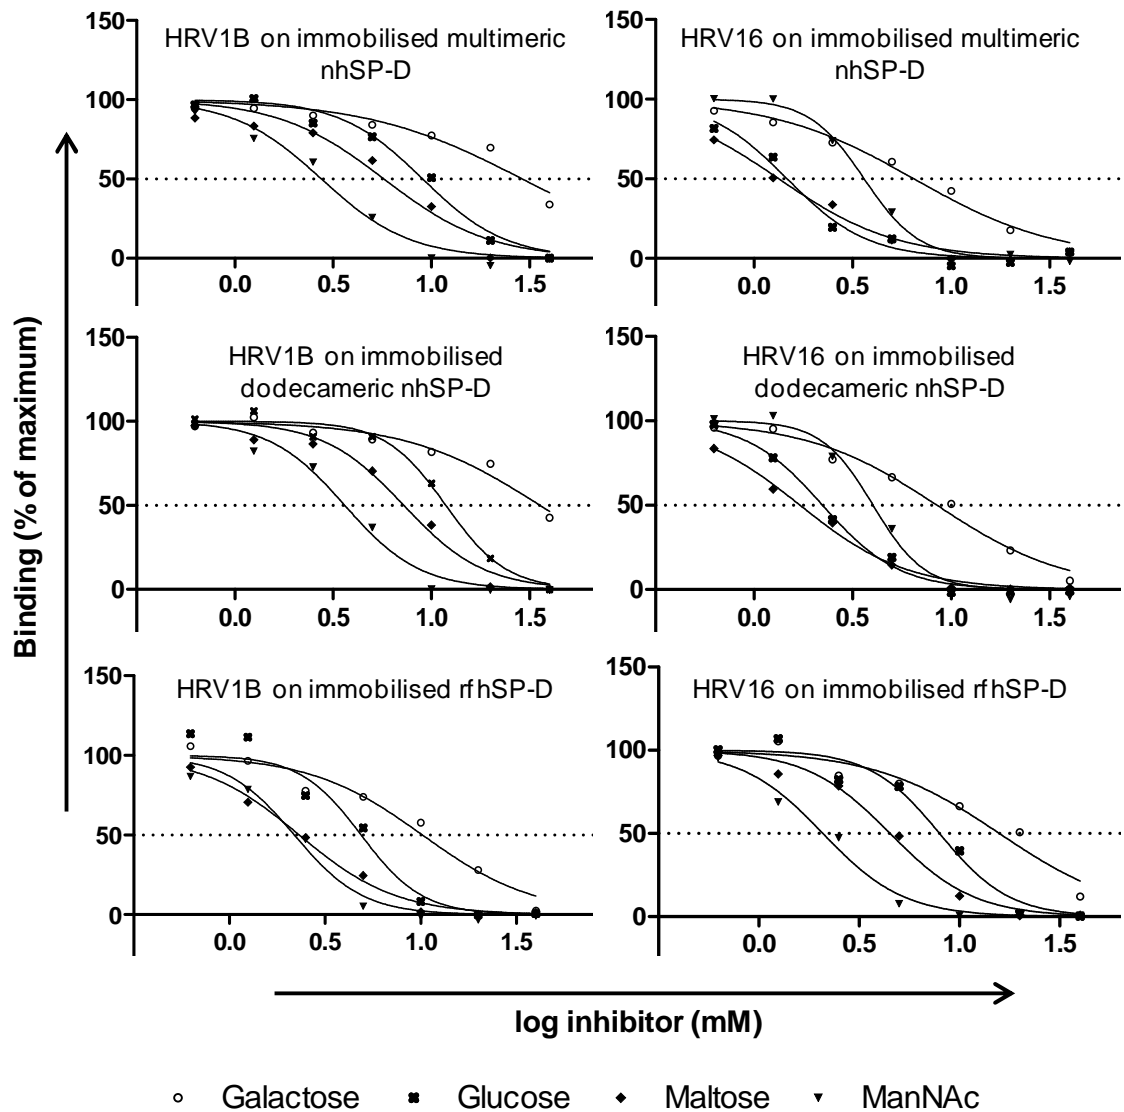 HRV1B on immobilised multimeric
nhSP-D
150
100
50
0
0.0 0.5 1.0 1.5
HRV16 on immobilised multimeric
nhSP-D
150
100
50
0
0.0 0.5 1.0 1.5
HRV1B on immobilised
dodecameric nhSP-D
150
100
50
0
0.0 0.5 1.0 1.5
HRV16 on immobilised
dodecameric nhSP-D
150
100
50
0
0.0 0.5 1.0 1.5
HRV1B on immobilised rfhSP-D
150
100
50
0
0.0 0.5 1.0 1.5
HRV16 on immobilised rfhSP-D
150
100
50
0
0.0 0.5 1.0 1.5
Binding (% of maximum)
log inhibitor (mM)
Galactose Glucose Maltose ManNAc